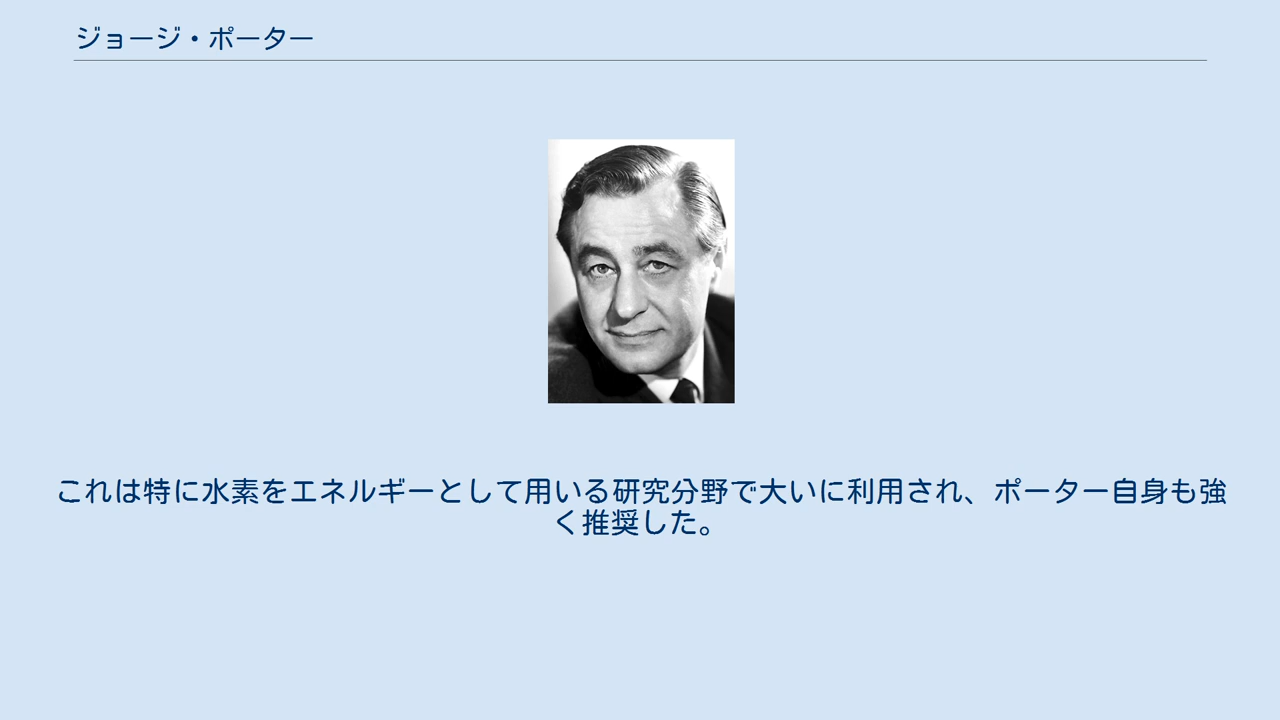 ジョージ・ポーター
これは特に水素をエネルギーとして用いる研究分野で大いに利用され、ポーター自身も強
く推奨した。